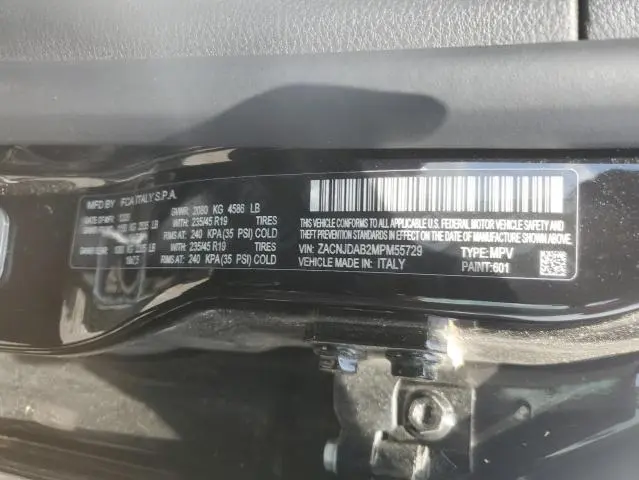 MFD BY FCA ITALY S.P.A.
GVWR: 2080 KG 4586 LB
WITH: 235/45 R19 TIRES
RIMS AT: 240 KPA(35 PSI) COLD
WITH: 235/45 R19 TIRES
RIMS AT: 240 KPA(35 PSI) COLD
THIS VEHICLE CONFORMS TO ALL APPLICABLE U.S. FEDERAL MOTOR VEHICLE SAFETY AND
THEFT PREVENTION STANDARDS IN EFFECT ON THE DATE OF MANUFACTURE SHOWN ABOVE.
VIN: ZACNJDAB2MPM55729 TYPE:MPV
VEHICLE MADE IN: ITALY PAINT:601